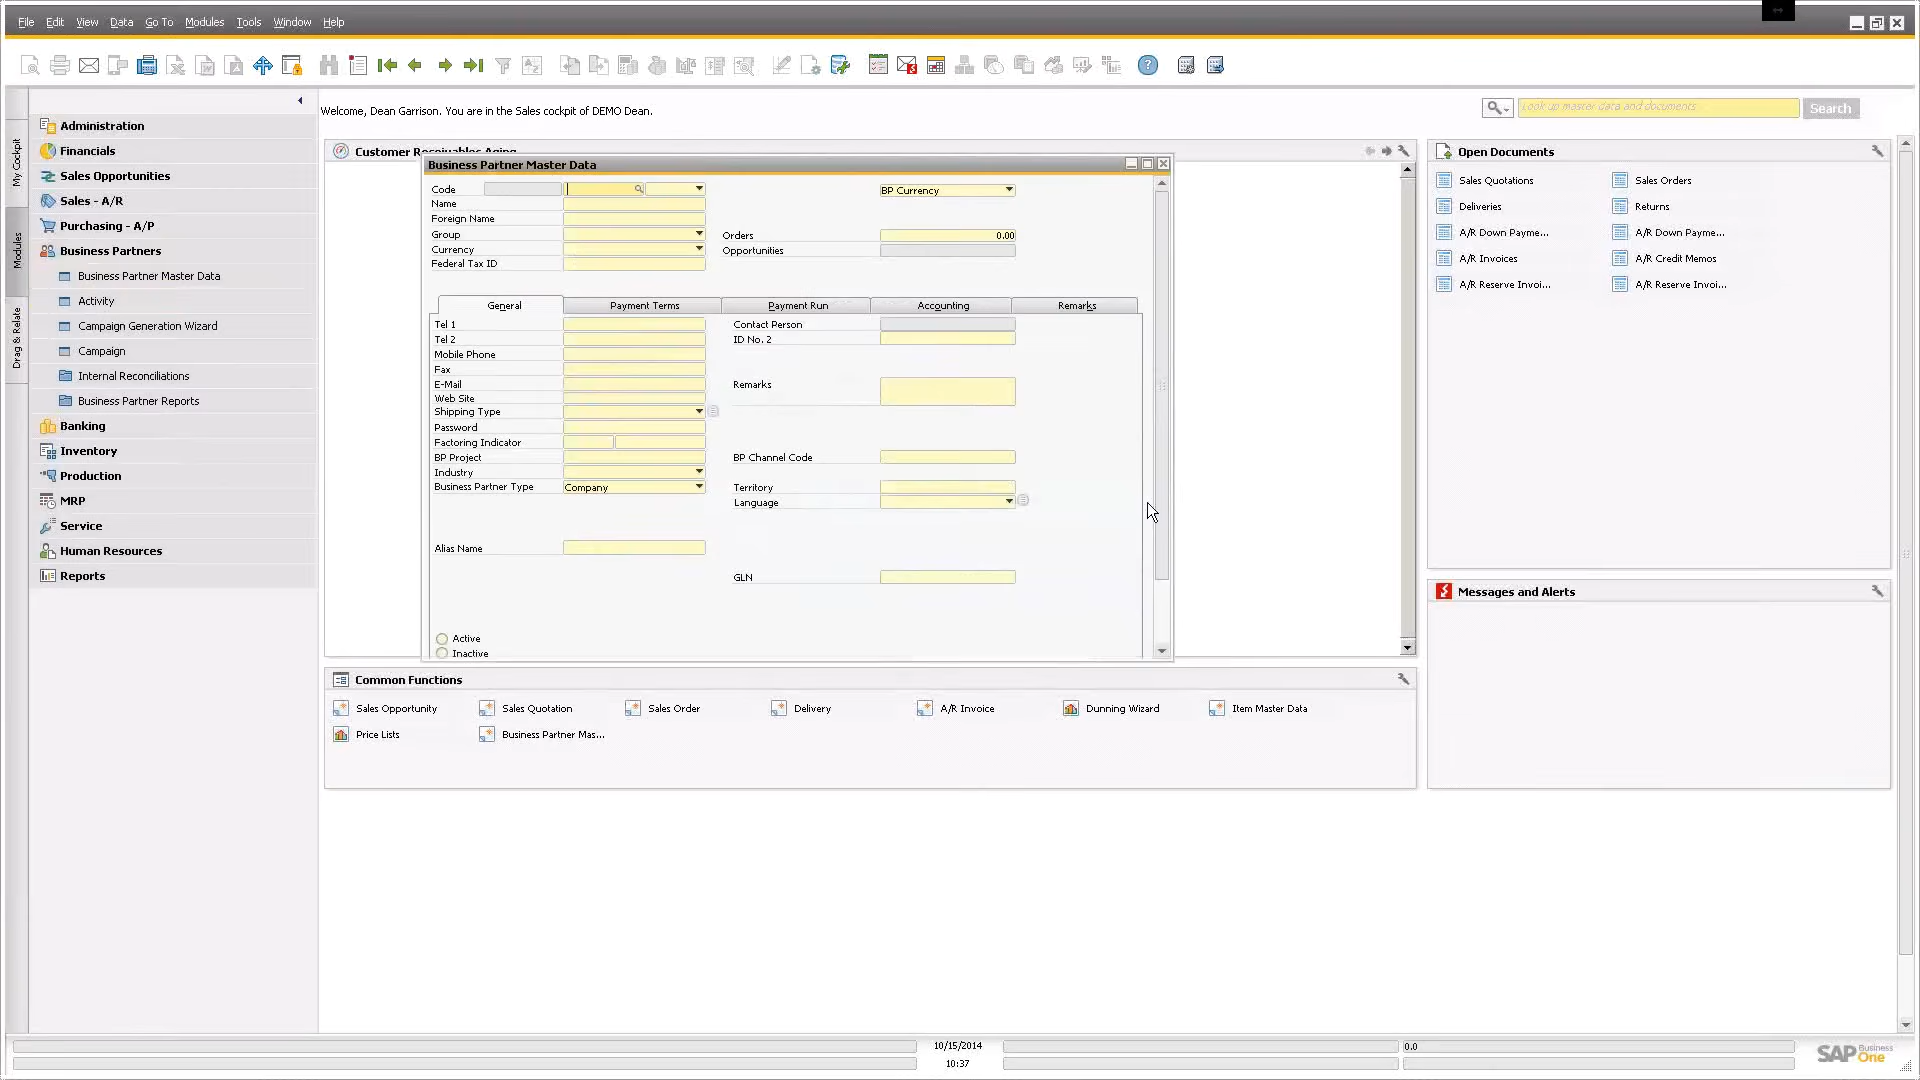 File Edit View Data Go To Modules Tools Window Help
Welcome, Dean Garrison. You are in the Sales cockpit of DEMO Dean.
Look up master data and documents
Search
My Cockpit
Modules
Drag & Relate
Administration
Financials
Sales Opportunities
Sales - A/R
Purchasing - A/P
Business Partners
Business Partner Master Data
Activity
Campaign Generation Wizard
Campaign
Internal Reconciliations
Business Partner Reports
Banking
Inventory
Production
MRP
Service
Human Resources
Reports
Customer Receivables Aging
Business Partner Master Data
Code
BP Currency
Name
Foreign Name
Group
Orders 0.00
Currency
Opportunities
Federal Tax ID
General Payment Terms Payment Run Accounting Remarks
Tel 1 Contact Person
Tel 2 ID No. 2
Mobile Phone
Fax
E-Mail Remarks
Web Site
Shipping Type
Password
Factoring Indicator
BP Project BP Channel Code
Industry
Business Partner Type Company Territory
Language
Alias Name
GLN
Active
Inactive
Common Functions
Sales Opportunity Sales Quotation Sales Order Delivery A/R Invoice Dunning Wizard Item Master Data
Price Lists Business Partner Mas...
Open Documents
Sales Quotations Sales Orders
Deliveries Returns
A/R Down Payme... A/R Down Payme...
A/R Invoices A/R Credit Memos
A/R Reserve Invoi... A/R Reserve Invoi...
Messages and Alerts
10/15/2014
0.0
10:37
SAP Business One